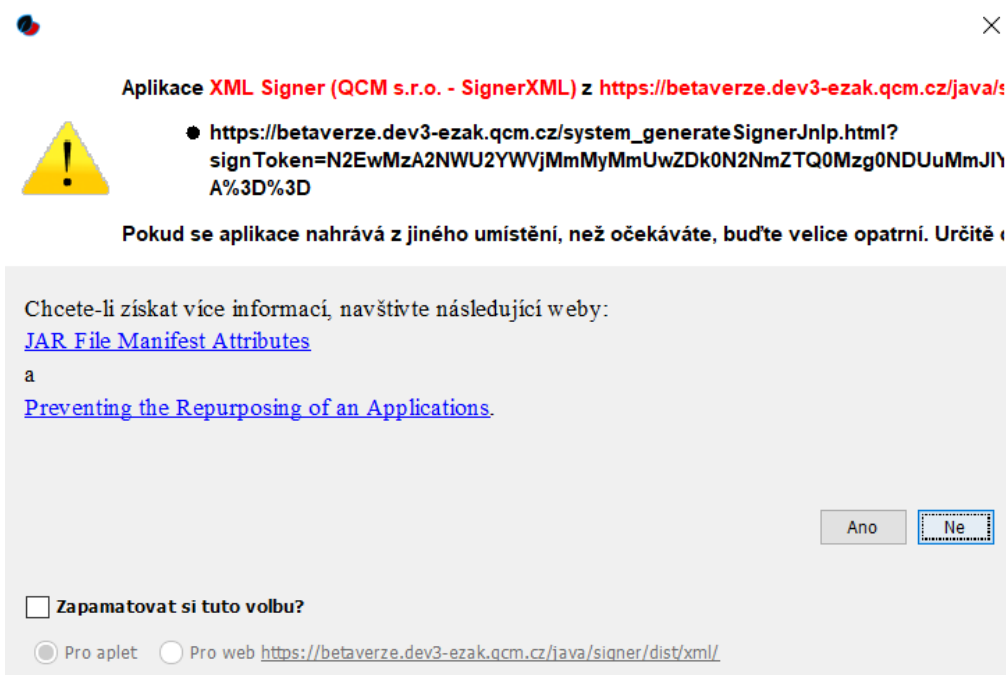 Aplikace XML Signer (QCM s.r.o. - SignerXML) z https://betaverze.dev3-ezak.qcm.cz/java/s
https://betaverze.dev3-ezak.qcm.cz/system_generateSignerJnlp.html?
signToken=N2EwMzA2NWU2YWVjMmMyMmUwZDk0N2NmZTQ0Mzg0NDUuMmJlY
A%3D%3D
Pokud se aplikace nahrává z jiného umístění, než očekáváte, buďte velice opatrní. Určitě
Chcete-li získat více informací, navštivte následující weby:
JAR File Manifest Attributes
a
Preventing the Repurposing of an Applications.
Ano Ne
Zapamatovat si tuto volbu?
Pro aplet Pro web https://betaverze.dev3-ezak.qcm.cz/java/signer/dist/xml/